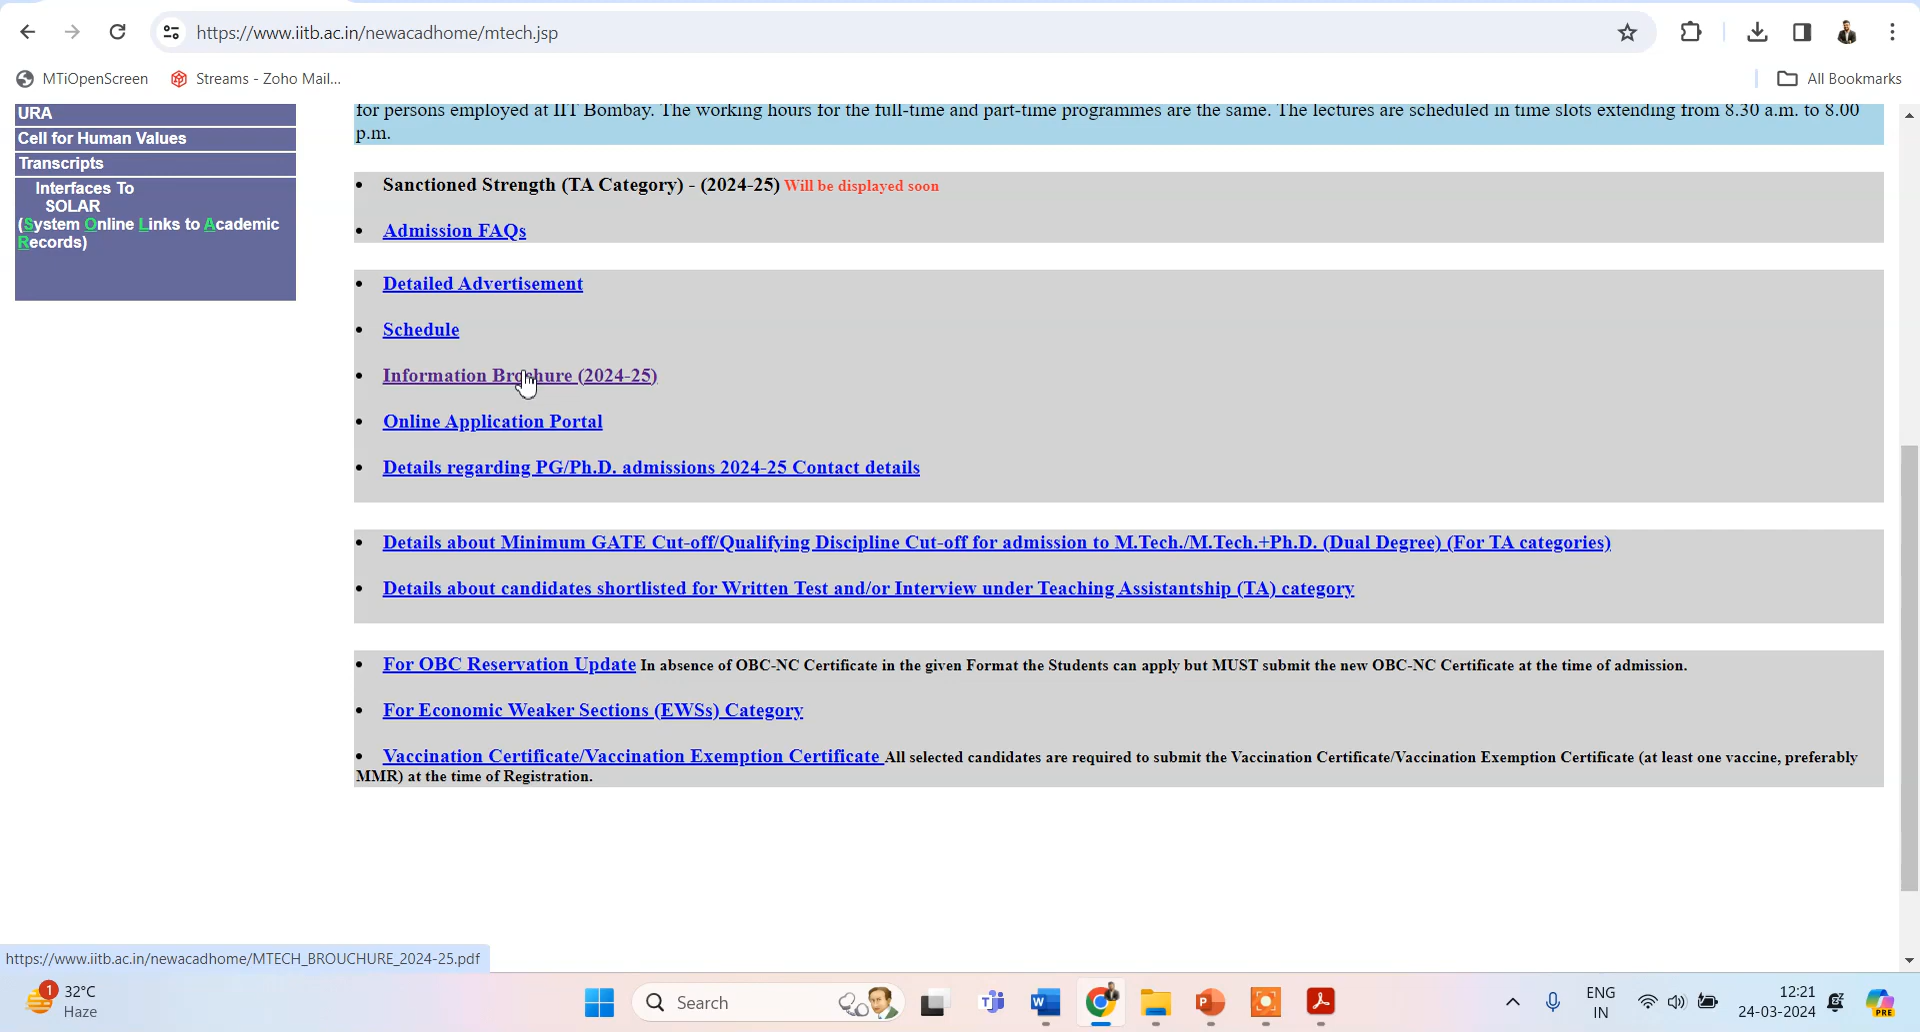 https://www.iitb.ac.in/newacadhome/mtech.jsp
MTiOpenScreen
Streams - Zoho Mail...
All Bookmarks
URA
Cell for Human Values
Transcripts
Interfaces To
SOLAR
(System Online Links to Academic
Records)
for persons employed at IIT Bombay. The working hours for the full-time and part-time programmes are the same. The lectures are scheduled in time slots extending from 8.30 a.m. to 8.00
p.m.
• Sanctioned Strength (TA Category) - (2024-25) Will be displayed soon
• Admission FAQs
• Detailed Advertisement
• Schedule
• Information Brochure (2024-25)
• Online Application Portal
• Details regarding PG/Ph.D. admissions 2024-25 Contact details
• Details about Minimum GATE Cut-off/Qualifying Discipline Cut-off for admission to M.Tech./M.Tech.+Ph.D. (Dual Degree) (For TA categories)
• Details about candidates shortlisted for Written Test and/or Interview under Teaching Assistantship (TA) category
• For OBC Reservation Update In absence of OBC-NC Certificate in the given Format the Students can apply but MUST submit the new OBC-NC Certificate at the time of admission.
• For Economic Weaker Sections (EWSs) Category
• Vaccination Certificate/Vaccination Exemption Certificate All selected candidates are required to submit the Vaccination Certificate/Vaccination Exemption Certificate (at least one vaccine, preferably
MMR) at the time of Registration.
https://www.iitb.ac.in/newacadhome/MTECH_BROUCHURE_2024-25.pdf
1
32°C
Haze
Search
ENG
IN
12:21
24-03-2024
PRE